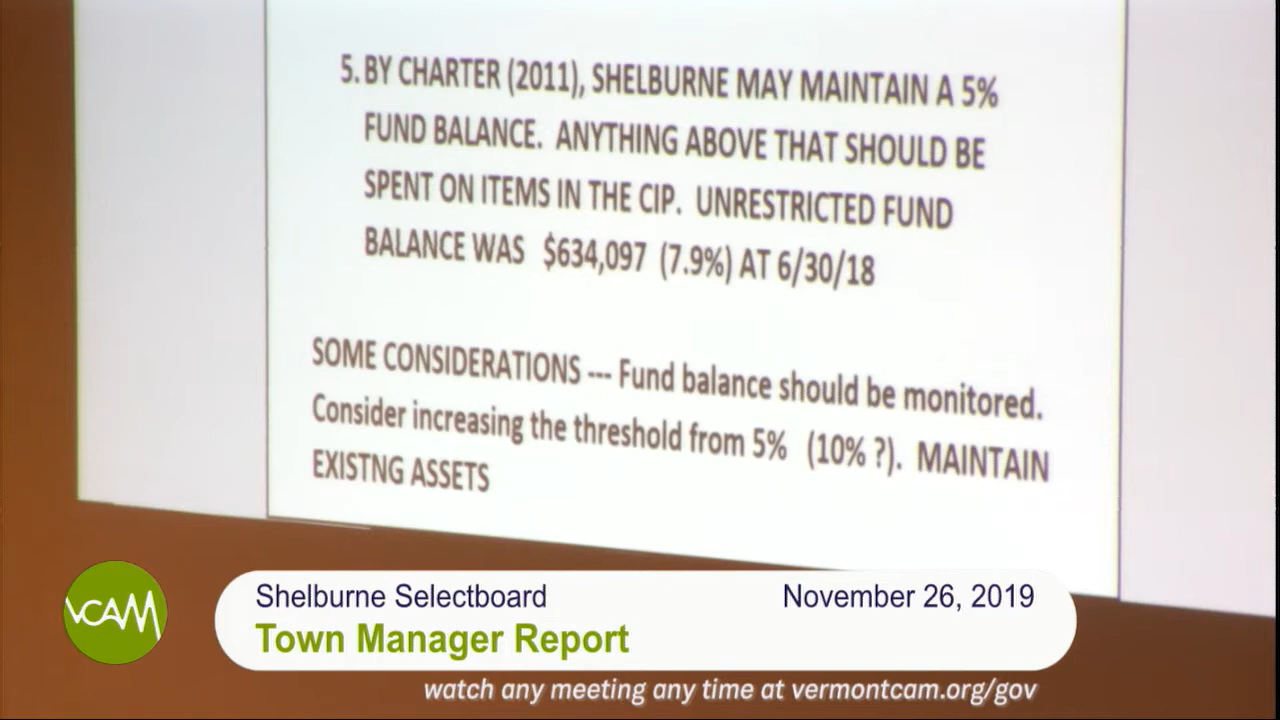 5. BY CHARTER (2011), SHELBURNE MAY MAINTAIN A 5%
FUND BALANCE. ANYTHING ABOVE THAT SHOULD BE
SPENT ON ITEMS IN THE CIP. UNRESTRICTED FUND
BALANCE WAS $634,097 (7.9%) AT 6/30/18
SOME CONSIDERATIONS --- Fund balance should be monitored.
Consider increasing the threshold from 5% (10% ?). MAINTAIN
EXISTNG ASSETS
VCAM
Shelburne Selectboard
November 26, 2019
Town Manager Report
watch any meeting any time at vermontcam.org/gov